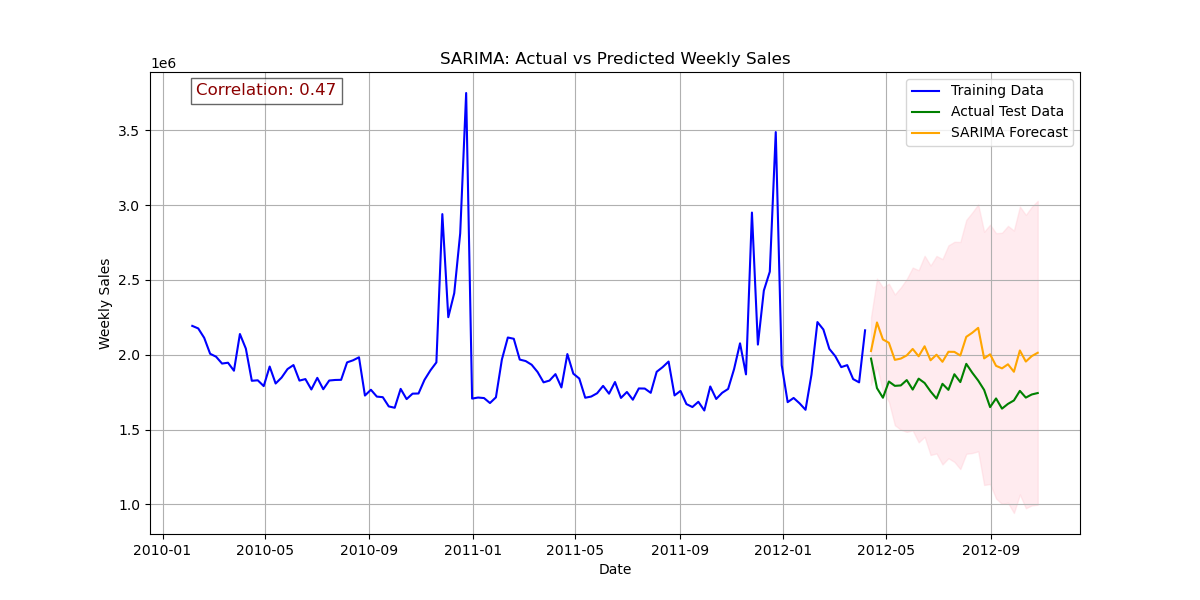 SARIMA: Actual vs Predicted Weekly Sales
1e6
Correlation: 0.47
Training Data
Actual Test Data
SARIMA Forecast
3.5
3.0
2.5
2.0
1.5
1.0
Weekly Sales
2010-01 2010-05 2010-09 2011-01 2011-05 2011-09 2012-01 2012-05 2012-09
Date